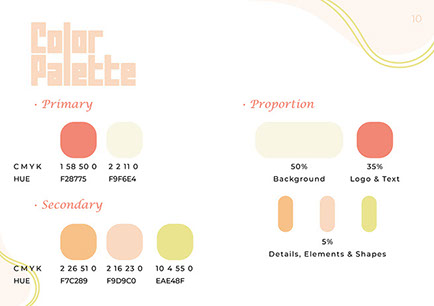 10
Color
Palette
· Primary
CMYK 1 58 50 0 2 2 11 0
HUE F28775 F9F6E4
· Secondary
CMYK 2 26 51 0 2 16 23 0 10 4 55 0
HUE F7C289 F9D9C0 EAE48F
· Proportion
50% 35%
Background Logo & Text
5%
Details, Elements & Shapes